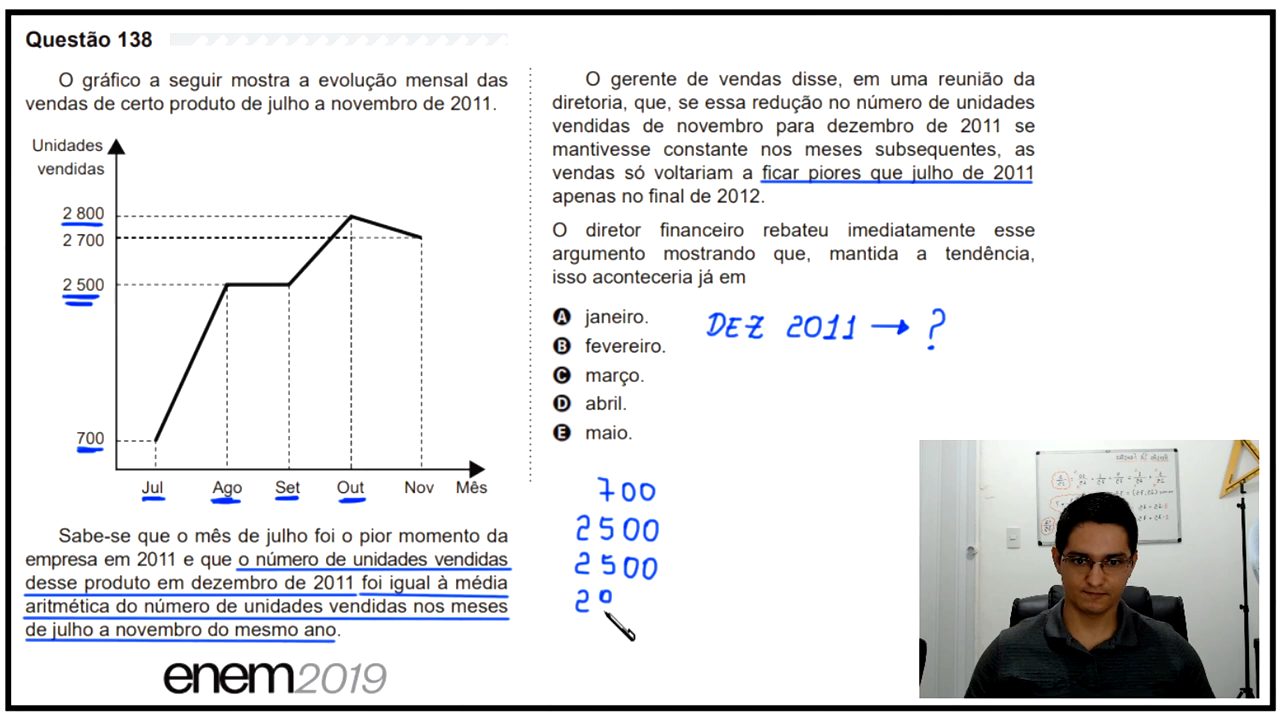 Questão 138
O gráfico a seguir mostra a evolução mensal das
vendas de certo produto de julho a novembro de 2011.
Unidades
vendidas
2 800
2 700
2 500
700
Jul Ago Set Out Nov Mês
Sabe-se que o mês de julho foi o pior momento da
empresa em 2011 e que o número de unidades vendidas
desse produto em dezembro de 2011 foi igual à média
aritmética do número de unidades vendidas nos meses
de julho a novembro do mesmo ano.
enem2019
O gerente de vendas disse, em uma reunião da
diretoria, que, se essa redução no número de unidades
vendidas de novembro para dezembro de 2011 se
mantivesse constante nos meses subsequentes, as
vendas só voltariam a ficar piores que julho de 2011
apenas no final de 2012.
O diretor financeiro rebateu imediatamente esse
argumento mostrando que, mantida a tendência,
isso aconteceria já em
A janeiro.
B fevereiro.
C março.
D abril.
E maio.
DEZ 2011 → ?
700
2500
2500
2